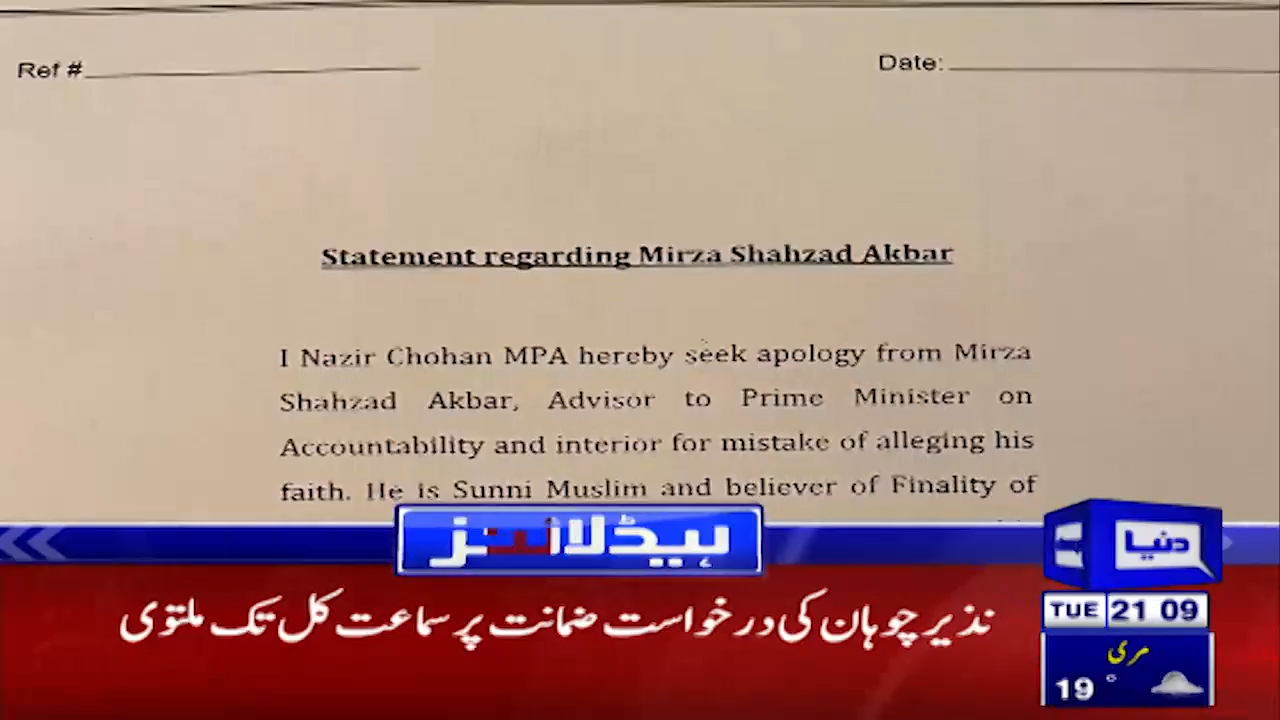 Ref #
Date:
Statement regarding Mirza Shahzad Akbar
I Nazir Chohan MPA hereby seek apology from Mirza
Shahzad Akbar, Advisor to Prime Minister on
Accountability and interior for mistake of alleging his
faith. He is Sunni Muslim and believer of Finality of
ہیڈلائنز
دنیا
نذیر چوہان کی درخواست ضمانت پر سماعت کل تک ملتوی
TUE 21 09
مری
19°